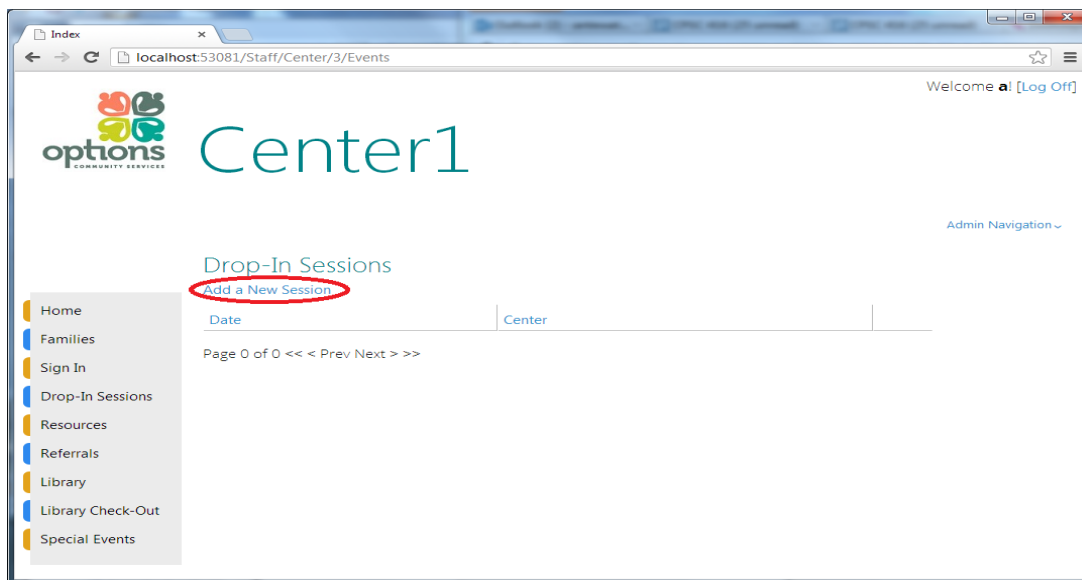 Index
localhost:53081/Staff/Center/3/Events
Welcome a! [Log Off]
options
COMMUNITY SERVICES
Center1
Admin Navigation
Drop-In Sessions
Add a New Session
Date Center
Page 0 of 0 << < Prev Next > >>
Home
Families
Sign In
Drop-In Sessions
Resources
Referrals
Library
Library Check-Out
Special Events